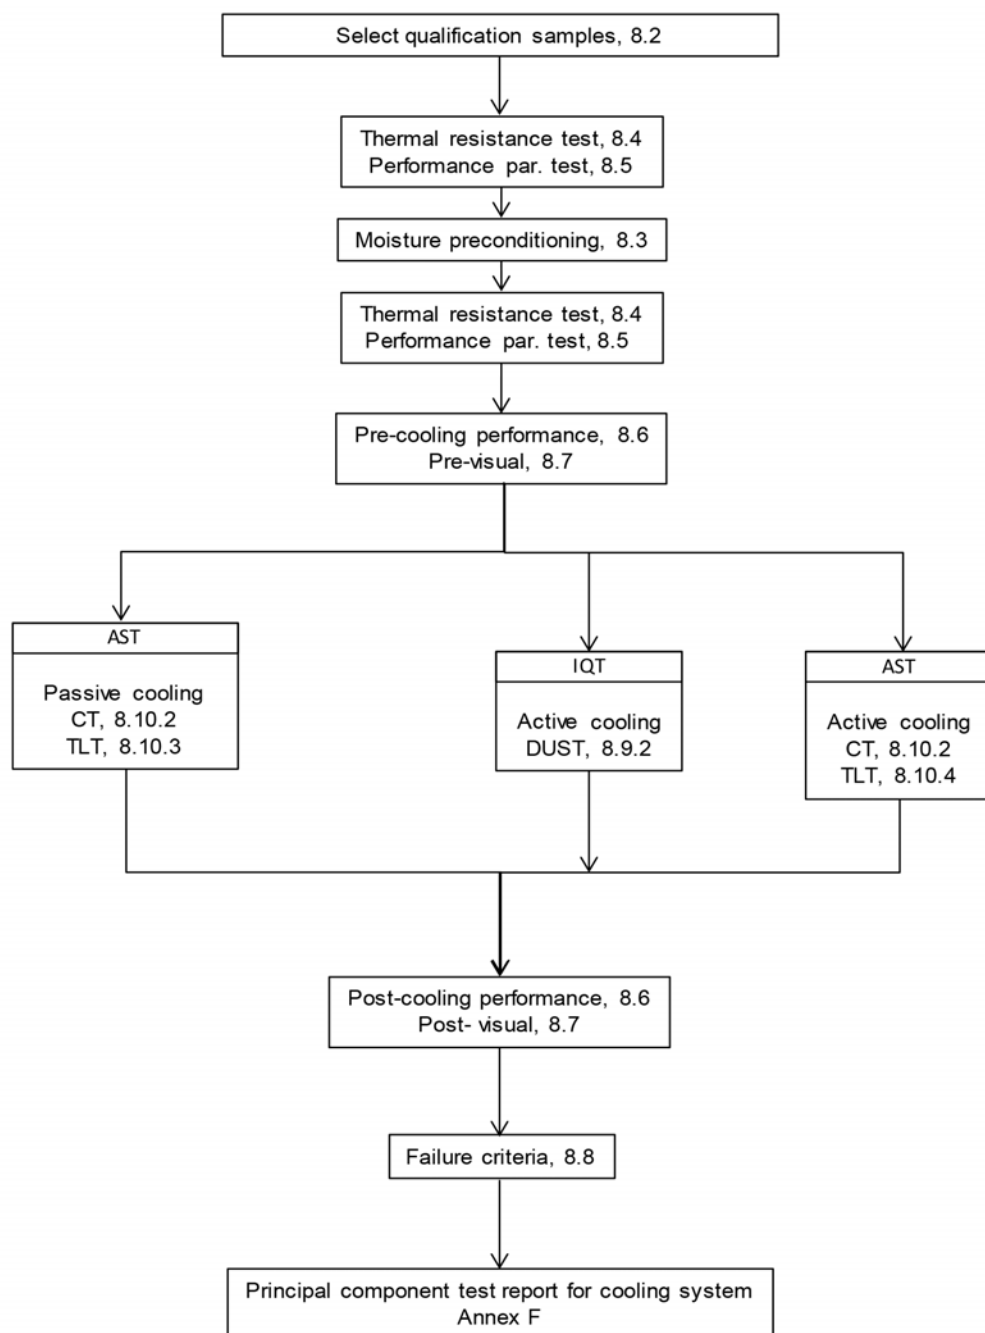 Select qualification samples, 8.2
Thermal resistance test, 8.4
Performance par. test, 8.5
Moisture preconditioning, 8.3
Thermal resistance test, 8.4
Performance par. test, 8.5
Pre-cooling performance, 8.6
Pre-visual, 8.7
AST
Passive cooling
CT, 8.10.2
TLT, 8.10.3
IQT
Active cooling
DUST, 8.9.2
AST
Active cooling
CT, 8.10.2
TLT, 8.10.4
Post-cooling performance, 8.6
Post- visual, 8.7
Failure criteria, 8.8
Principal component test report for cooling system
Annex F